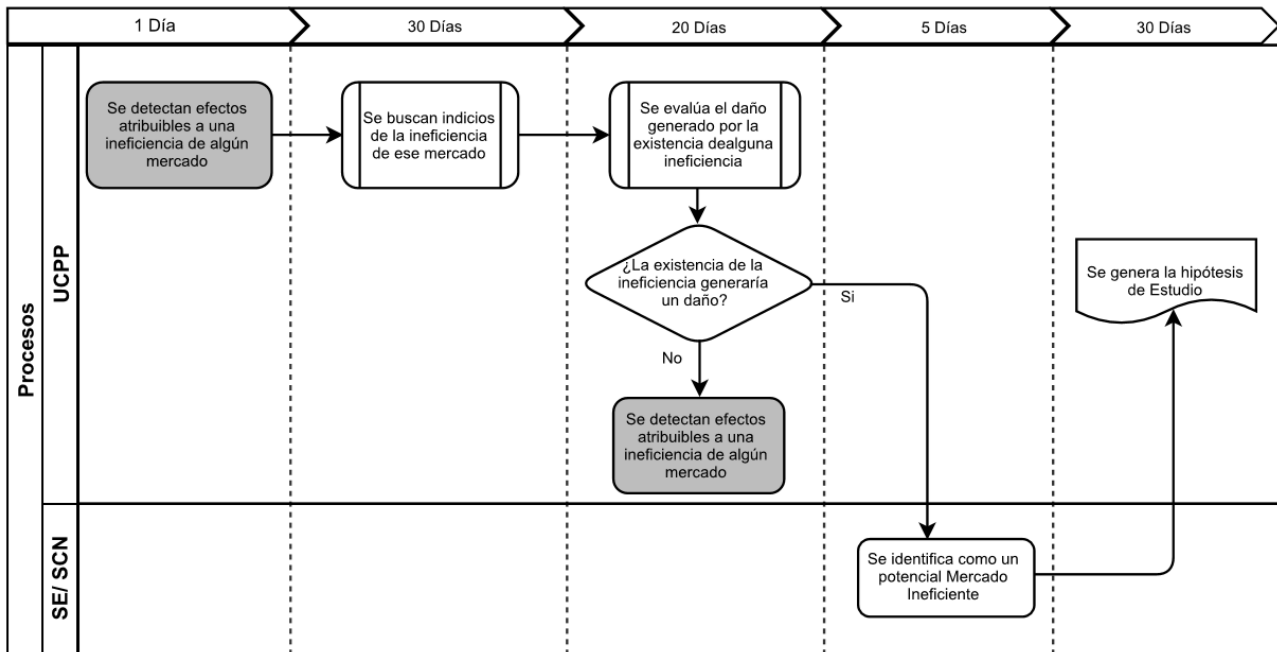 1 Día
30 Días
20 Días
5 Días
30 Días
Procesos
UCPP
Se detectan efectos
atribuibles a una
ineficiencia de algún
mercado
Se buscan indicios
de la ineficiencia
de ese mercado
Se evalúa el daño
generado por la
existencia dealguna
ineficiencia
¿La existencia de la
ineficiencia generaría
un daño?
Si
No
Se detectan efectos
atribuibles a una
ineficiencia de algún
mercado
Se genera la hipótesis
de Estudio
SE/ SCN
Se identifica como un
potencial Mercado
Ineficiente